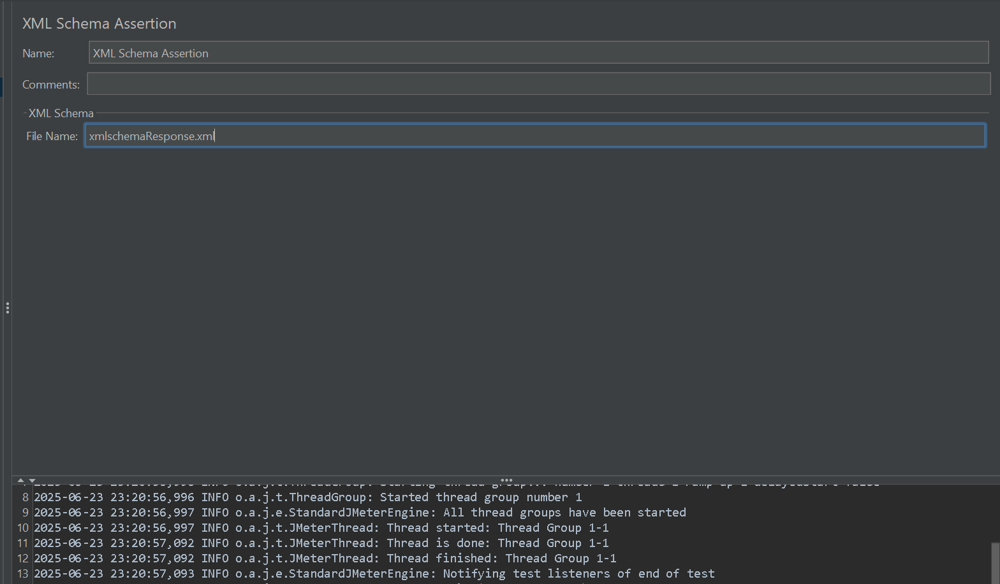 XML Schema Assertion
Name: XML Schema Assertion
Comments:
XML Schema
File Name: xmlschemaResponse.xml
8 2025-06-23 23:20:56,996 INFO o.a.j.t.ThreadGroup: Started thread group number 1
9 2025-06-23 23:20:56,997 INFO o.a.j.e.StandardJMeterEngine: All thread groups have been started
10 2025-06-23 23:20:56,997 INFO o.a.j.t.JMeterThread: Thread started: Thread Group 1-1
11 2025-06-23 23:20:57,092 INFO o.a.j.t.JMeterThread: Thread is done: Thread Group 1-1
12 2025-06-23 23:20:57,092 INFO o.a.j.t.JMeterThread: Thread finished: Thread Group 1-1
13 2025-06-23 23:20:57,093 INFO o.a.j.e.StandardJMeterEngine: Notifying test listeners of end of test